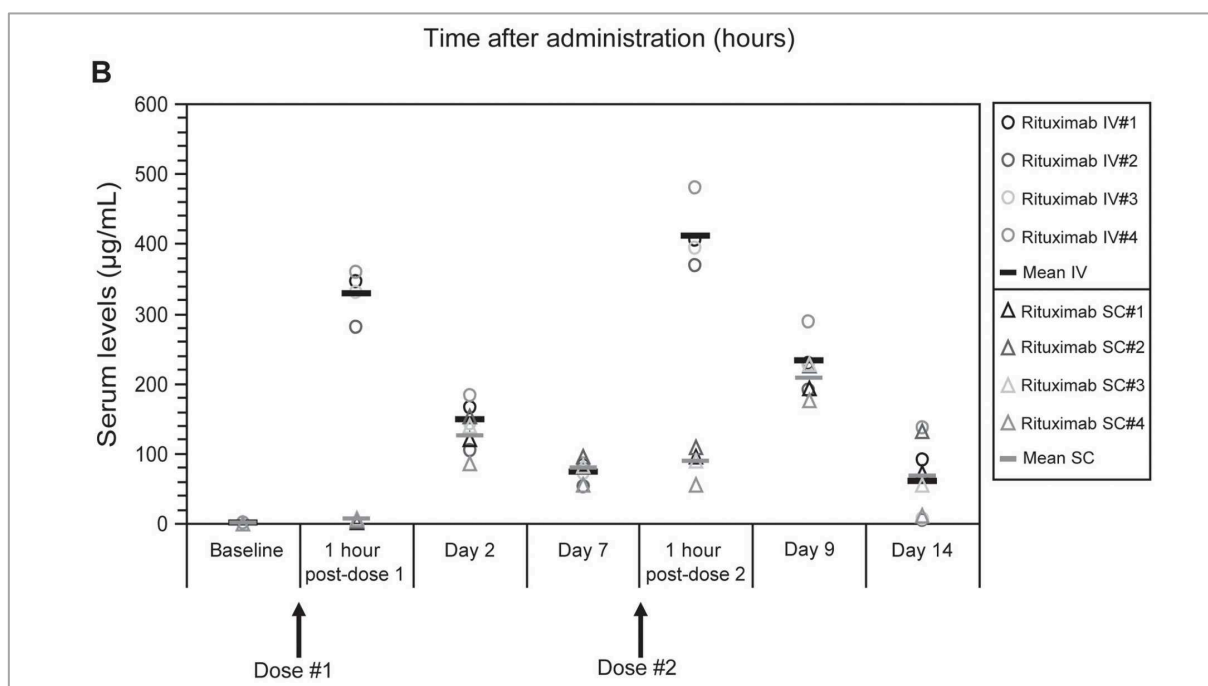 Time after administration (hours)
B
Serum levels (µg/mL)
600
500
400
300
200
100
0
Baseline
1 hour
post-dose 1
Day 2
Day 7
1 hour
post-dose 2
Day 9
Day 14
Dose #1
Dose #2
Rituximab IV#1
Rituximab IV#2
Rituximab IV#3
Rituximab IV#4
Mean IV
Rituximab SC#1
Rituximab SC#2
Rituximab SC#3
Rituximab SC#4
Mean SC